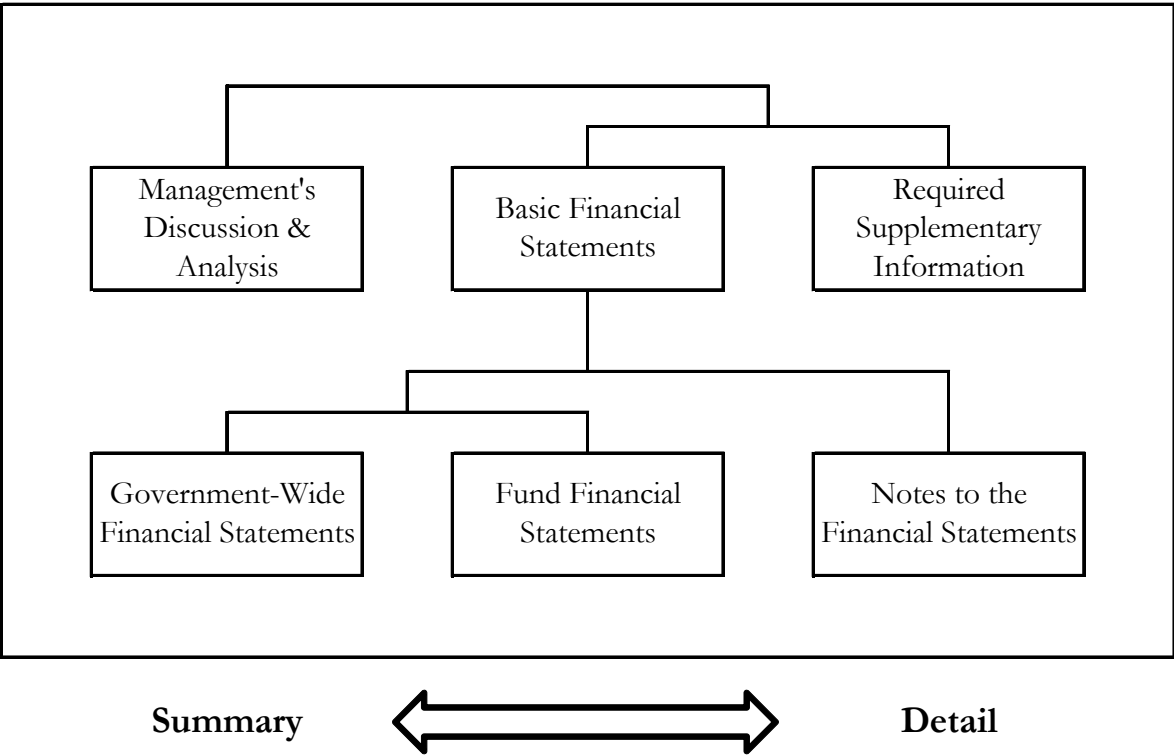 Management's
Discussion &
Analysis
Basic Financial
Statements
Required
Supplementary
Information
Government-Wide
Financial Statements
Fund Financial
Statements
Notes to the
Financial Statements
Summary
Detail